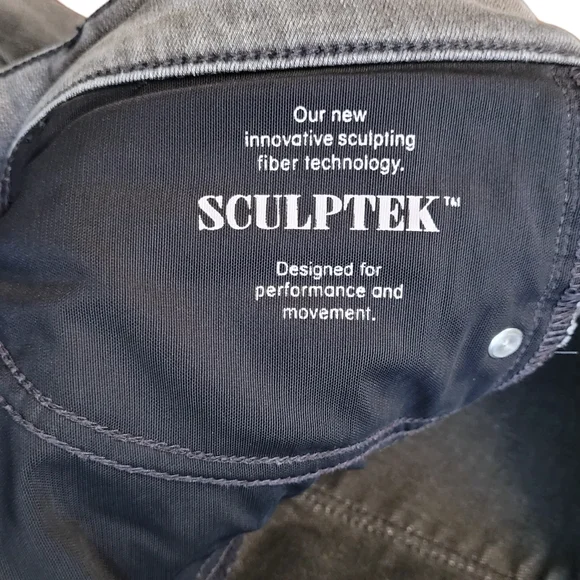 Our new
innovative sculpting
fiber technology.
SCULPTEK™
Designed for
performance and
movement.